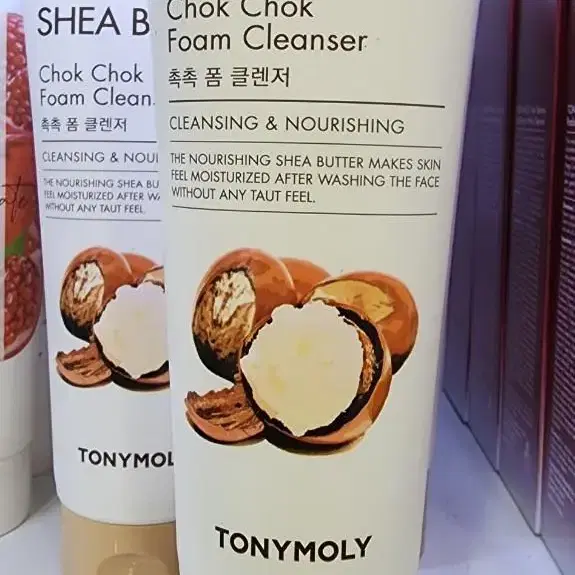 SHEA B
Chok Chok
Foam Clean
촉촉 폼 클렌저
CLEANSING & NOU
THE NOURISHING SHEA BU
FEEL MOISTURIZED AFTER
WITHOUT ANY TAUT FEEL.
TONYMOL
Chok Chok
Foam Cleanser
촉촉 폼 클렌저
CLEANSING & NOURISHING
THE NOURISHING SHEA BUTTER MAKES SKIN
FEEL MOISTURIZED AFTER WASHING THE FACE
WITHOUT ANY TAUT FEEL.
TONYMOLY